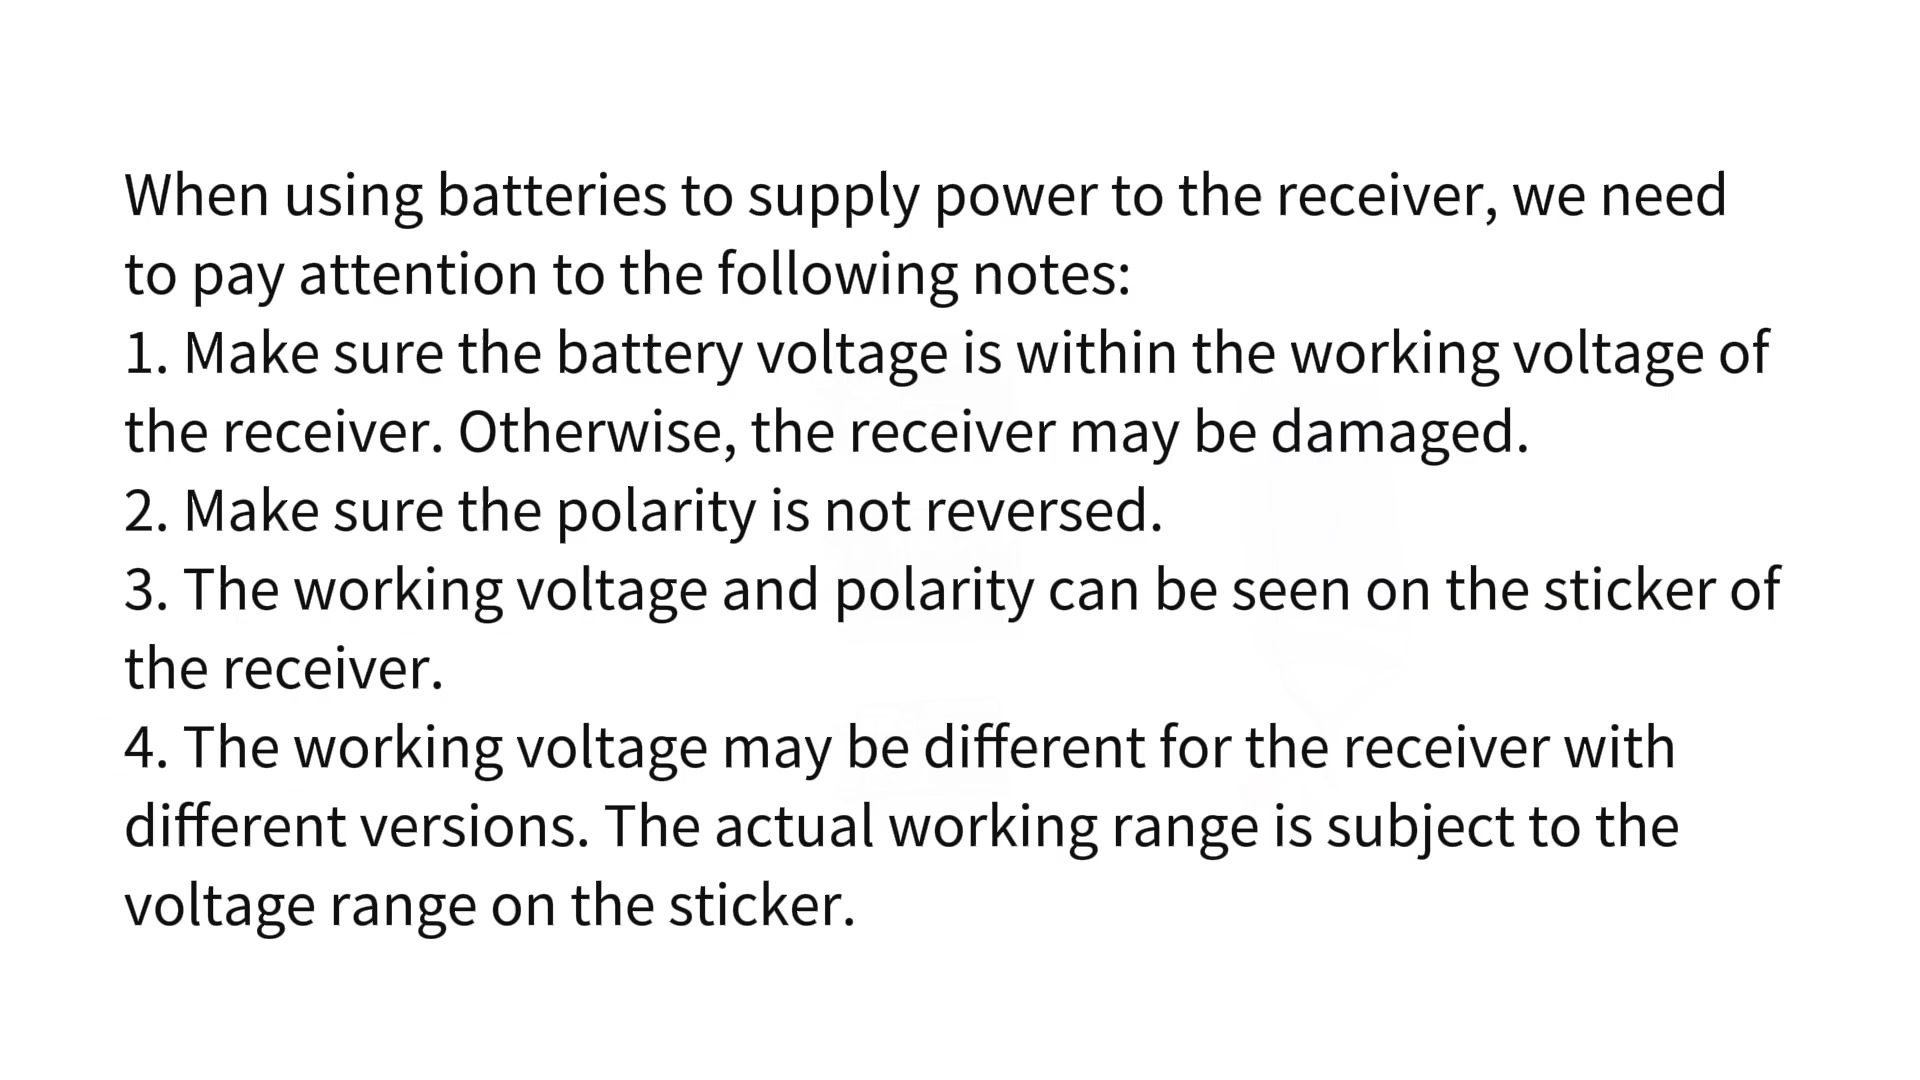 When using batteries to supply power to the receiver, we need
to pay attention to the following notes:
1. Make sure the battery voltage is within the working voltage of
the receiver. Otherwise, the receiver may be damaged.
2. Make sure the polarity is not reversed.
3. The working voltage and polarity can be seen on the sticker of
the receiver.
4. The working voltage may be different for the receiver with
different versions. The actual working range is subject to the
voltage range on the sticker.